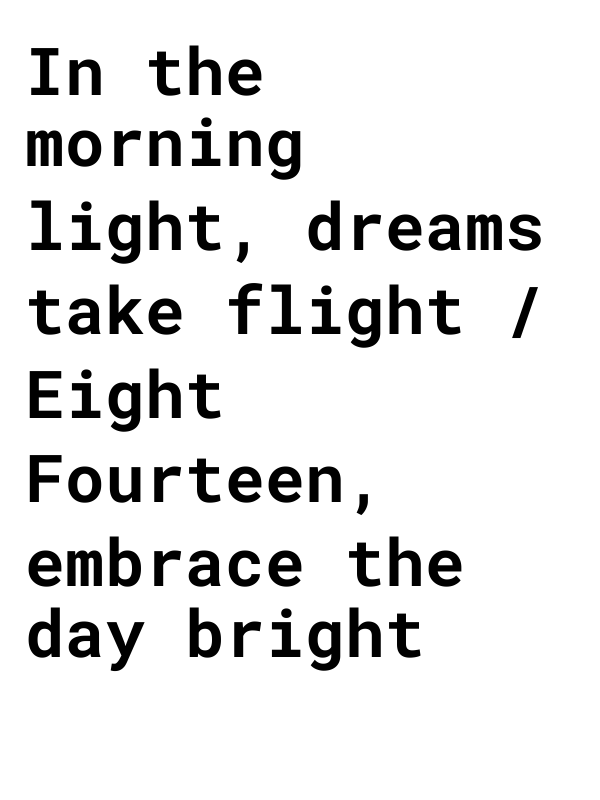 In the
morning
light, dreams
take flight /
Eight
Fourteen,
embrace the
day bright